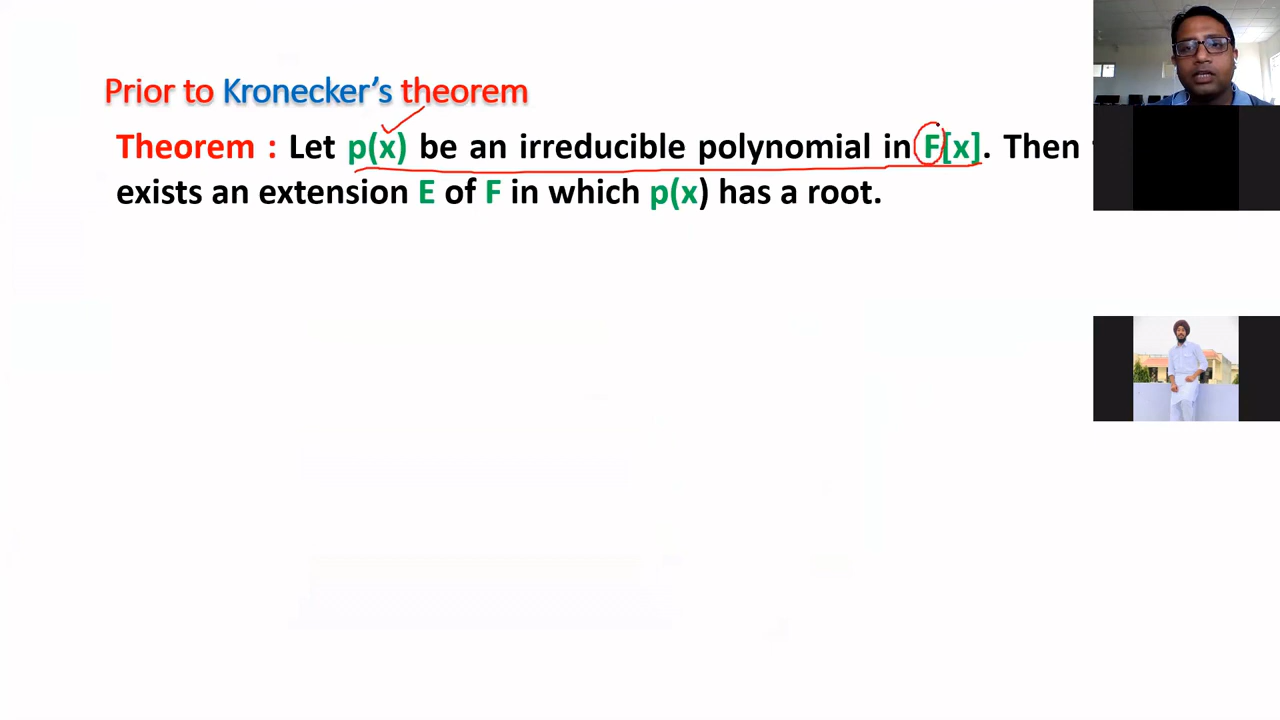 Prior to Kronecker's theorem
Theorem : Let p(x) be an irreducible polynomial in F[x]. Then
exists an extension E of F in which p(x) has a root.